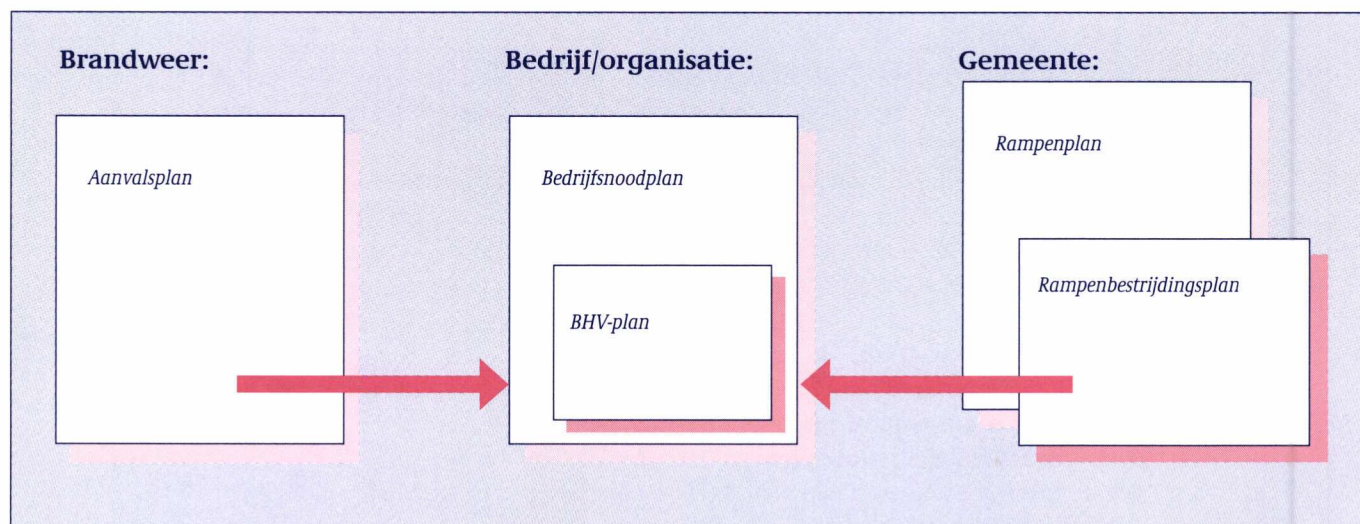 Brandweer:
Aanvalsplan
Bedrijf/organisatie:
Bedrijfsnoodplan
BHV-plan
Gemeente:
Rampenplan
Rampenbestrijdingsplan